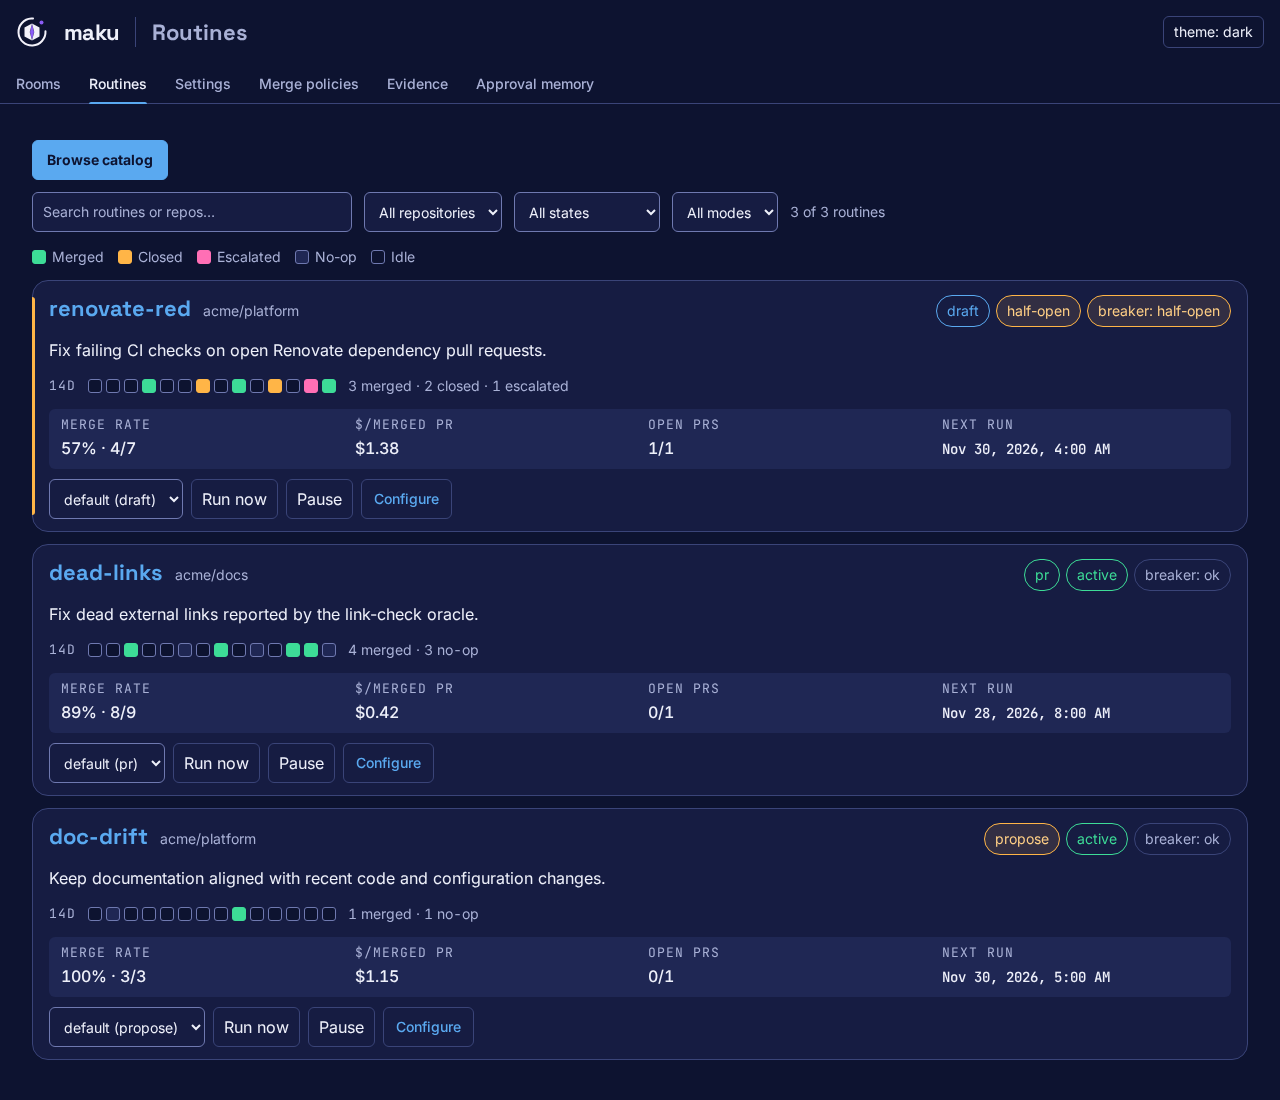 maku
Routines
theme: dark
Rooms
Routines
Settings
Merge policies
Evidence
Approval memory
Browse catalog
Search routines or repos...
All repositories
All states
All modes
3 of 3 routines
Merged
Closed
Escalated
No-op
Idle
renovate-red acme/platform
draft
half-open
breaker: half-open
Fix failing CI checks on open Renovate dependency pull requests.
14D
3 merged · 2 closed · 1 escalated
MERGE RATE
57% · 4/7
$/MERGED PR
$1.38
OPEN PRS
1/1
NEXT RUN
Nov 30, 2026, 4:00 AM
default (draft)
Run now
Pause
Configure
dead-links acme/docs
pr
active
breaker: ok
Fix dead external links reported by the link-check oracle.
14D
4 merged · 3 no-op
MERGE RATE
89% · 8/9
$/MERGED PR
$0.42
OPEN PRS
0/1
NEXT RUN
Nov 28, 2026, 8:00 AM
default (pr)
Run now
Pause
Configure
doc-drift acme/platform
propose
active
breaker: ok
Keep documentation aligned with recent code and configuration changes.
14D
1 merged · 1 no-op
MERGE RATE
100% · 3/3
$/MERGED PR
$1.15
OPEN PRS
0/1
NEXT RUN
Nov 30, 2026, 5:00 AM
default (propose)
Run now
Pause
Configure